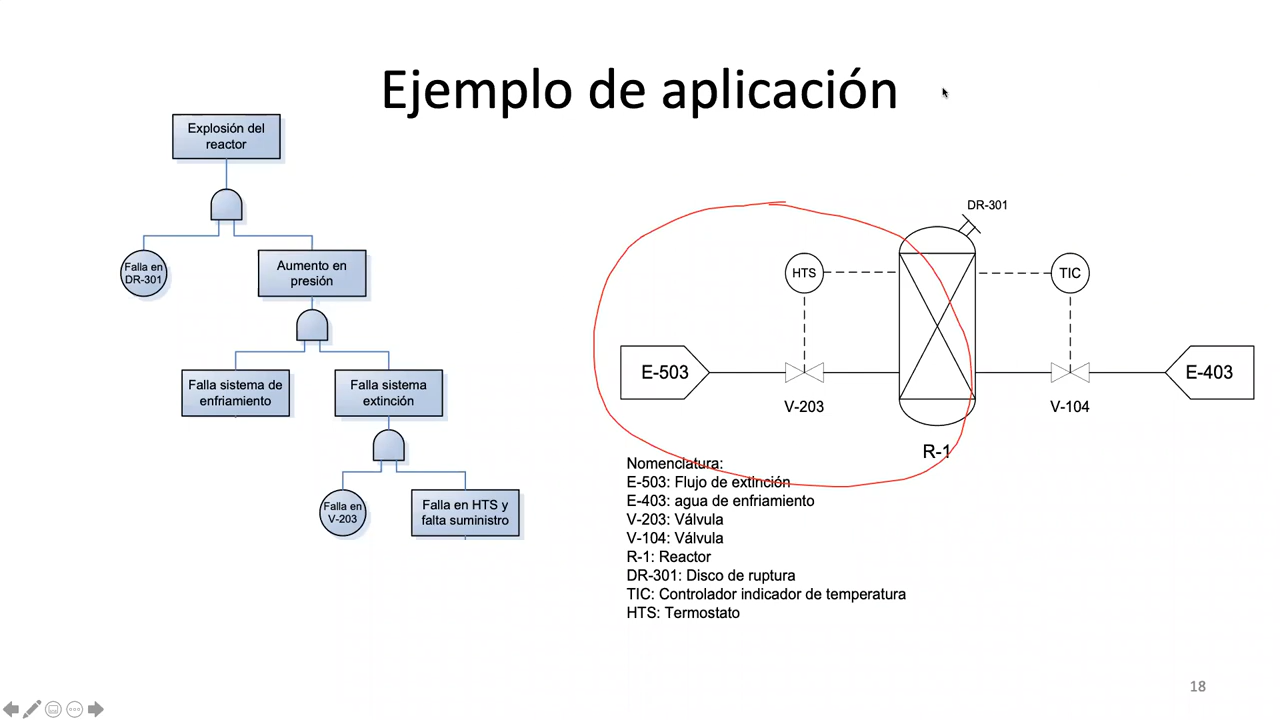 Ejemplo de aplicación
Explosión del
reactor
Falla en
DR-301
Aumento en
presión
Falla sistema de
enfriamiento
Falla sistema
extinción
Falla en
V-203
Falla en HTS y
falta suministro
DR-301
HTS
TIC
E-503
E-403
V-203
V-104
R-1
Nomenclatura:
E-503: Flujo de extinción
E-403: agua de enfriamiento
V-203: Válvula
V-104: Válvula
R-1: Reactor
DR-301: Disco de ruptura
TIC: Controlador indicador de temperatura
HTS: Termostato
18